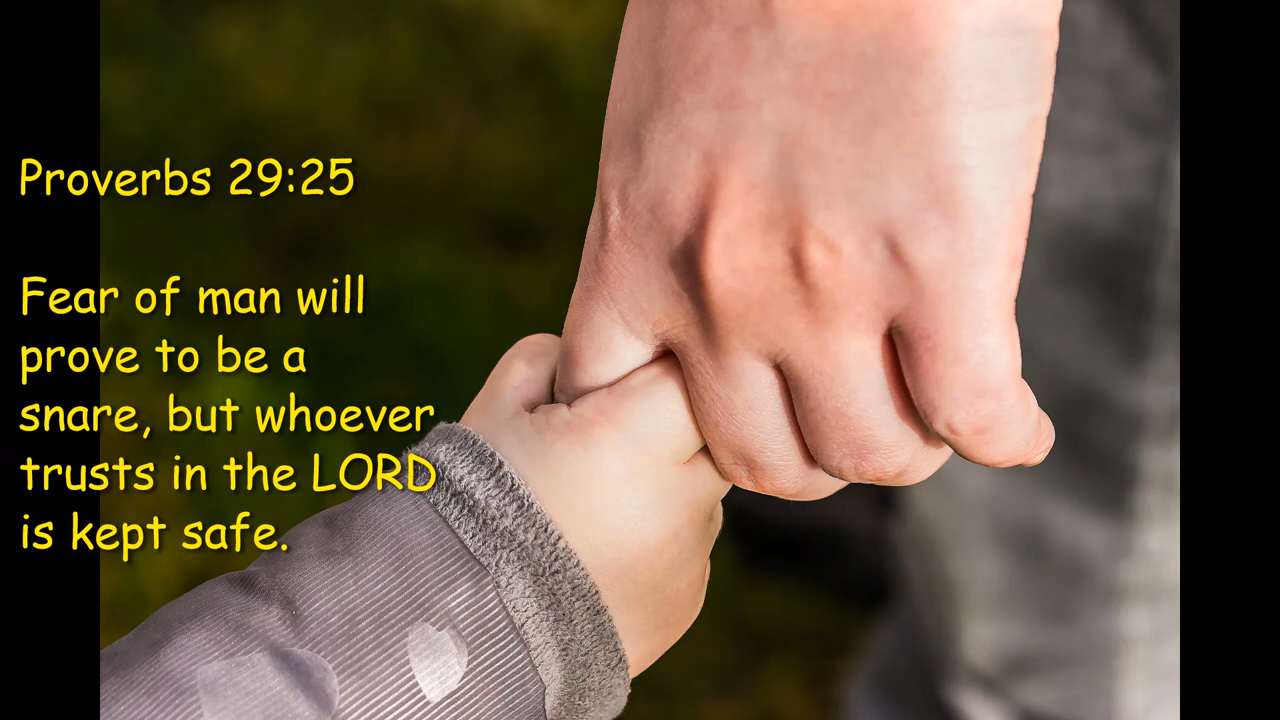 Proverbs 29:25
Fear of man will
prove to be a
snare, but whoever
trusts in the LORD
is kept safe.